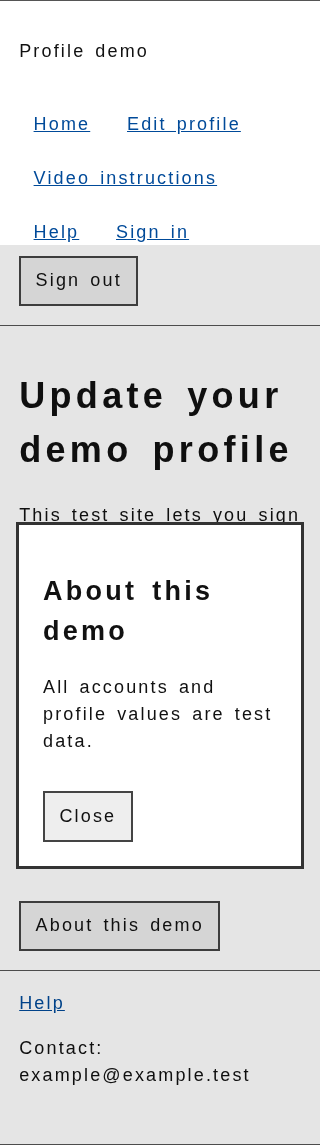 Profile demo
Home Edit profile
Video instructions
Help Sign in
Sign out
Update your
demo profile
This test site lets you sign
About this
demo
All accounts and
profile values are test
data.
Close
About this demo
Help
Contact:
example@example.test